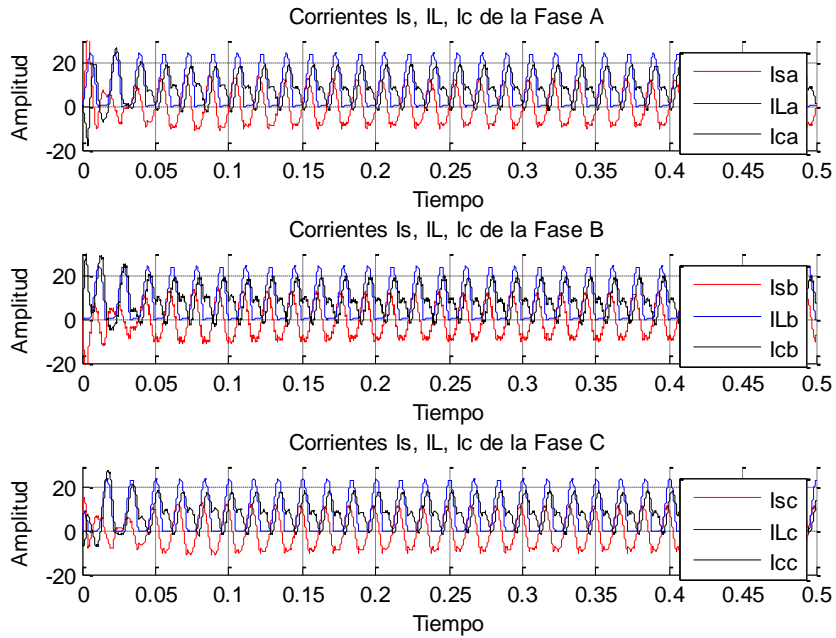 Corrientes Is, IL, Ic de la Fase A
Amplitud
20
0
-20
0 0.05 0.1 0.15 0.2 0.25 0.3 0.35 0.4 0.45 0.5
Tiempo
Isa
ILa
Ica
Corrientes Is, IL, Ic de la Fase B
Amplitud
20
0
-20
0 0.05 0.1 0.15 0.2 0.25 0.3 0.35 0.4 0.45 0.5
Tiempo
Isb
ILb
Icb
Corrientes Is, IL, Ic de la Fase C
Amplitud
20
0
-20
0 0.05 0.1 0.15 0.2 0.25 0.3 0.35 0.4 0.45 0.5
Tiempo
Isc
ILc
Icc